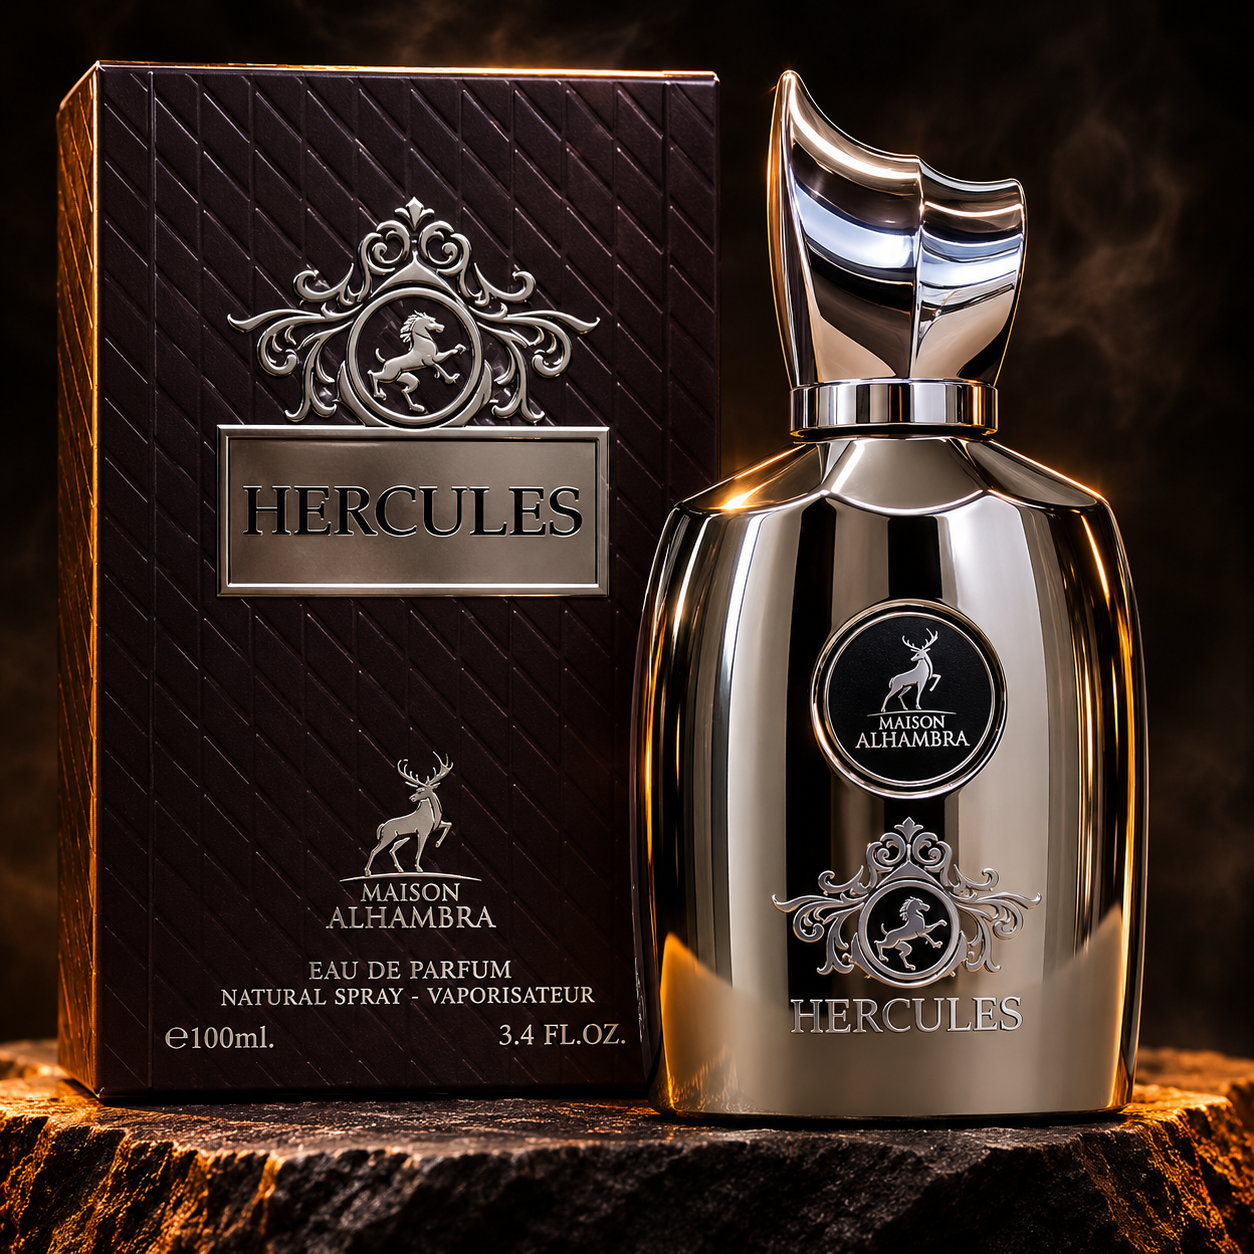 HERCULES
MAISON
ALHAMBRA
EAU DE PARFUM
NATURAL SPRAY - VAPORISATEUR
℮100ml.
3.4 FL.OZ.
MAISON
ALHAMBRA
HERCULES